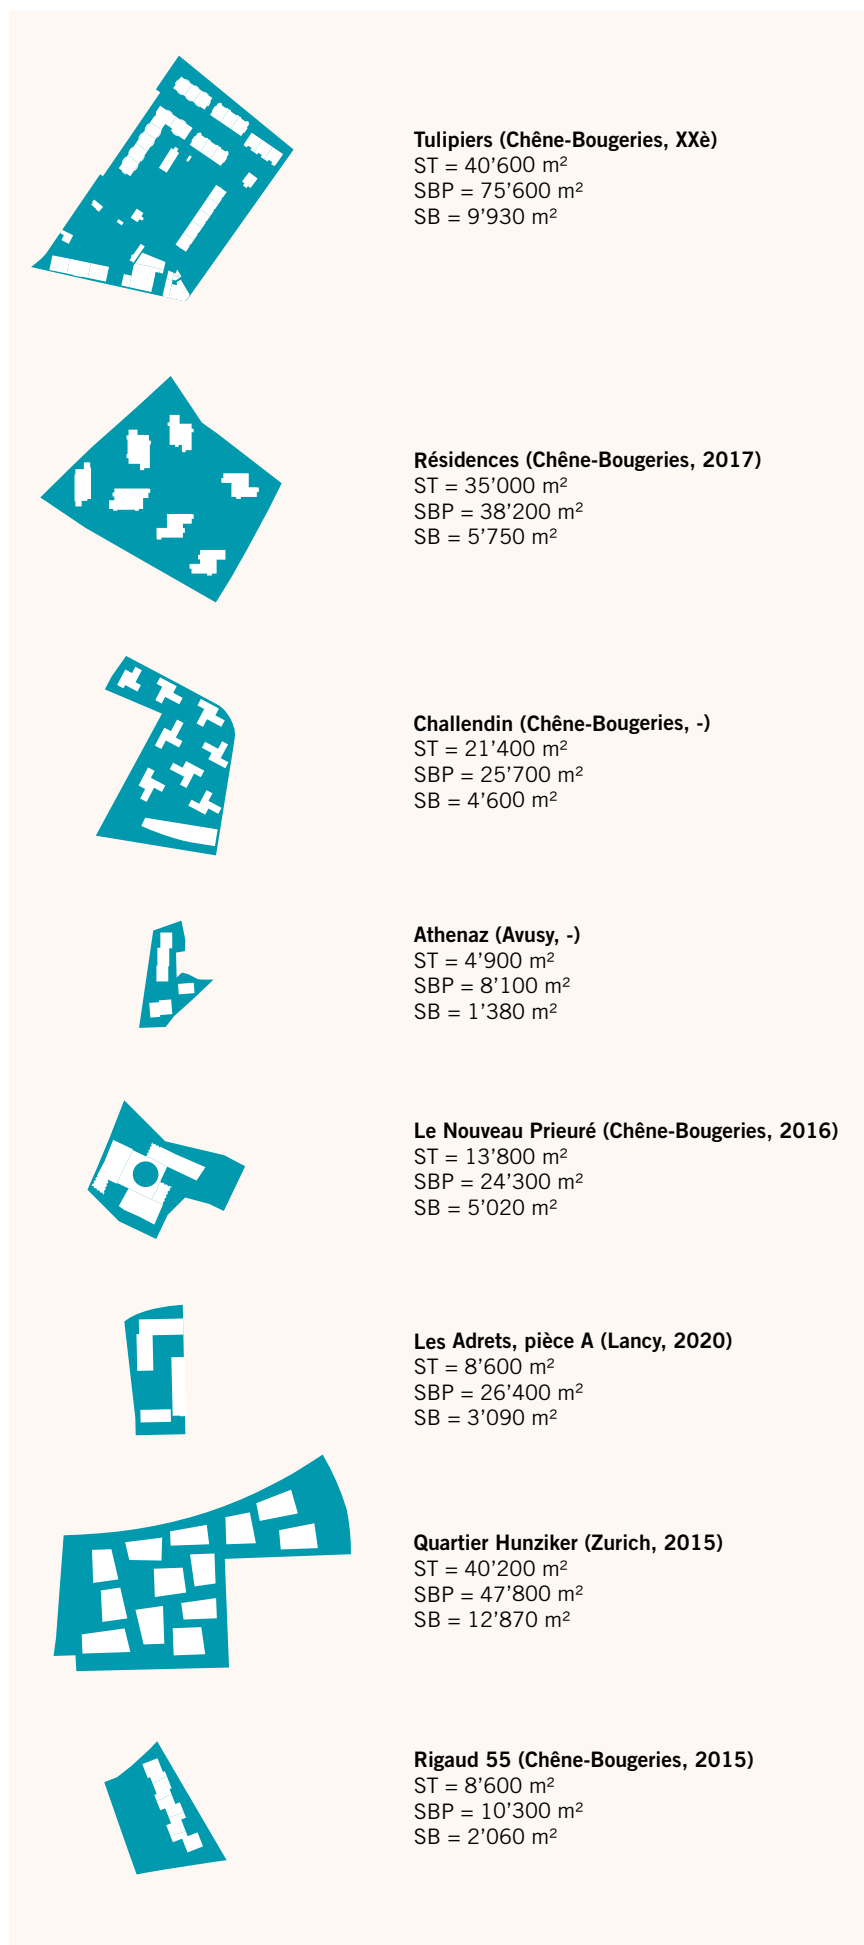 Tulipiers (Chêne-Bougeries, XXè)
ST = 40’600 m²
SBP = 75’600 m²
SB = 9’930 m²
Résidences (Chêne-Bougeries, 2017)
ST = 35’000 m²
SBP = 38’200 m²
SB = 5’750 m²
Challendin (Chêne-Bougeries, -)
ST = 21’400 m²
SBP = 25’700 m²
SB = 4’600 m²
Athenaz (Avusy, -)
ST = 4’900 m²
SBP = 8’100 m²
SB = 1’380 m²
Le Nouveau Prieuré (Chêne-Bougeries, 2016)
ST = 13’800 m²
SBP = 24’300 m²
SB = 5’020 m²
Les Adrets, pièce A (Lancy, 2020)
ST = 8’600 m²
SBP = 26’400 m²
SB = 3’090 m²
Quartier Hunziker (Zurich, 2015)
ST = 40’200 m²
SBP = 47’800 m²
SB = 12’870 m²
Rigaud 55 (Chêne-Bougeries, 2015)
ST = 8’600 m²
SBP = 10’300 m²
SB = 2’060 m²